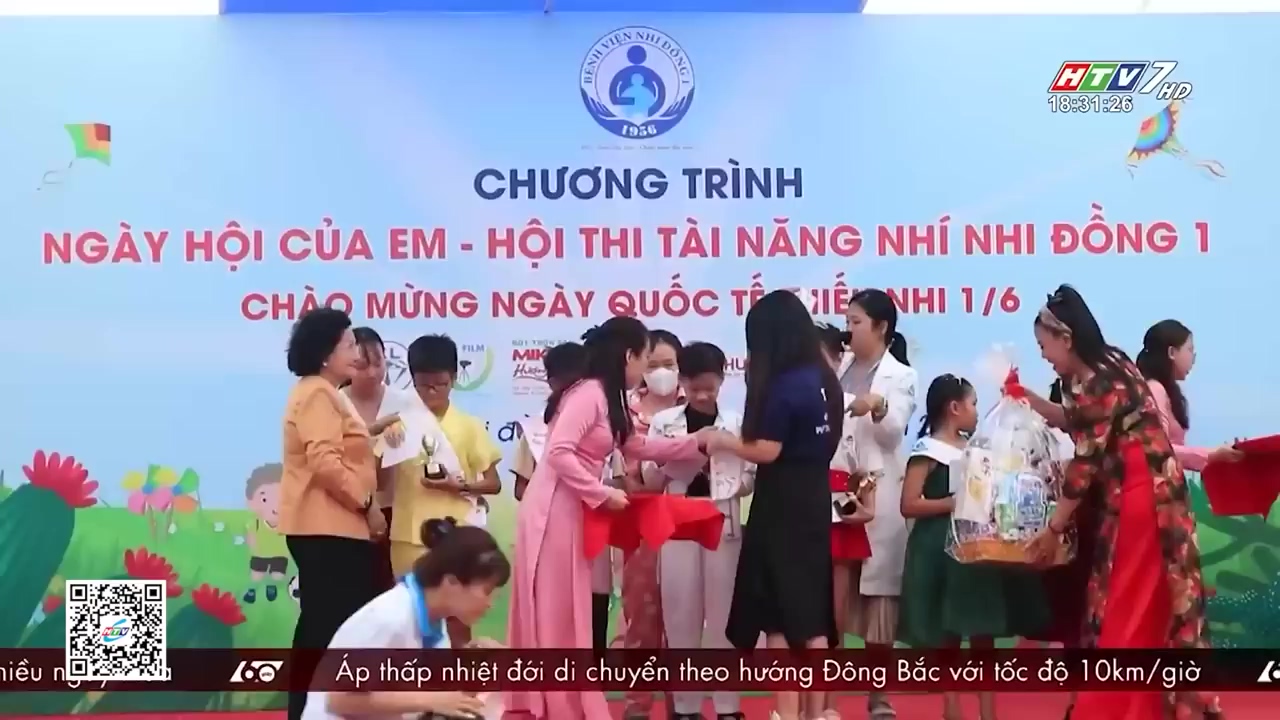 BỆNH VIỆN NHI ĐỒNG 1
1956
HTV7 HD
18:31:26
CHƯƠNG TRÌNH
NGÀY HỘI CỦA EM - HỘI THI TÀI NĂNG NHÍ NHI ĐỒNG 1
CHÀO MỪNG NGÀY QUỐC TẾ THIẾU NHI 1/6
FILM
HTV
60 Áp thấp nhiệt đới di chuyển theo hướng Đông Bắc với tốc độ 10km/giờ